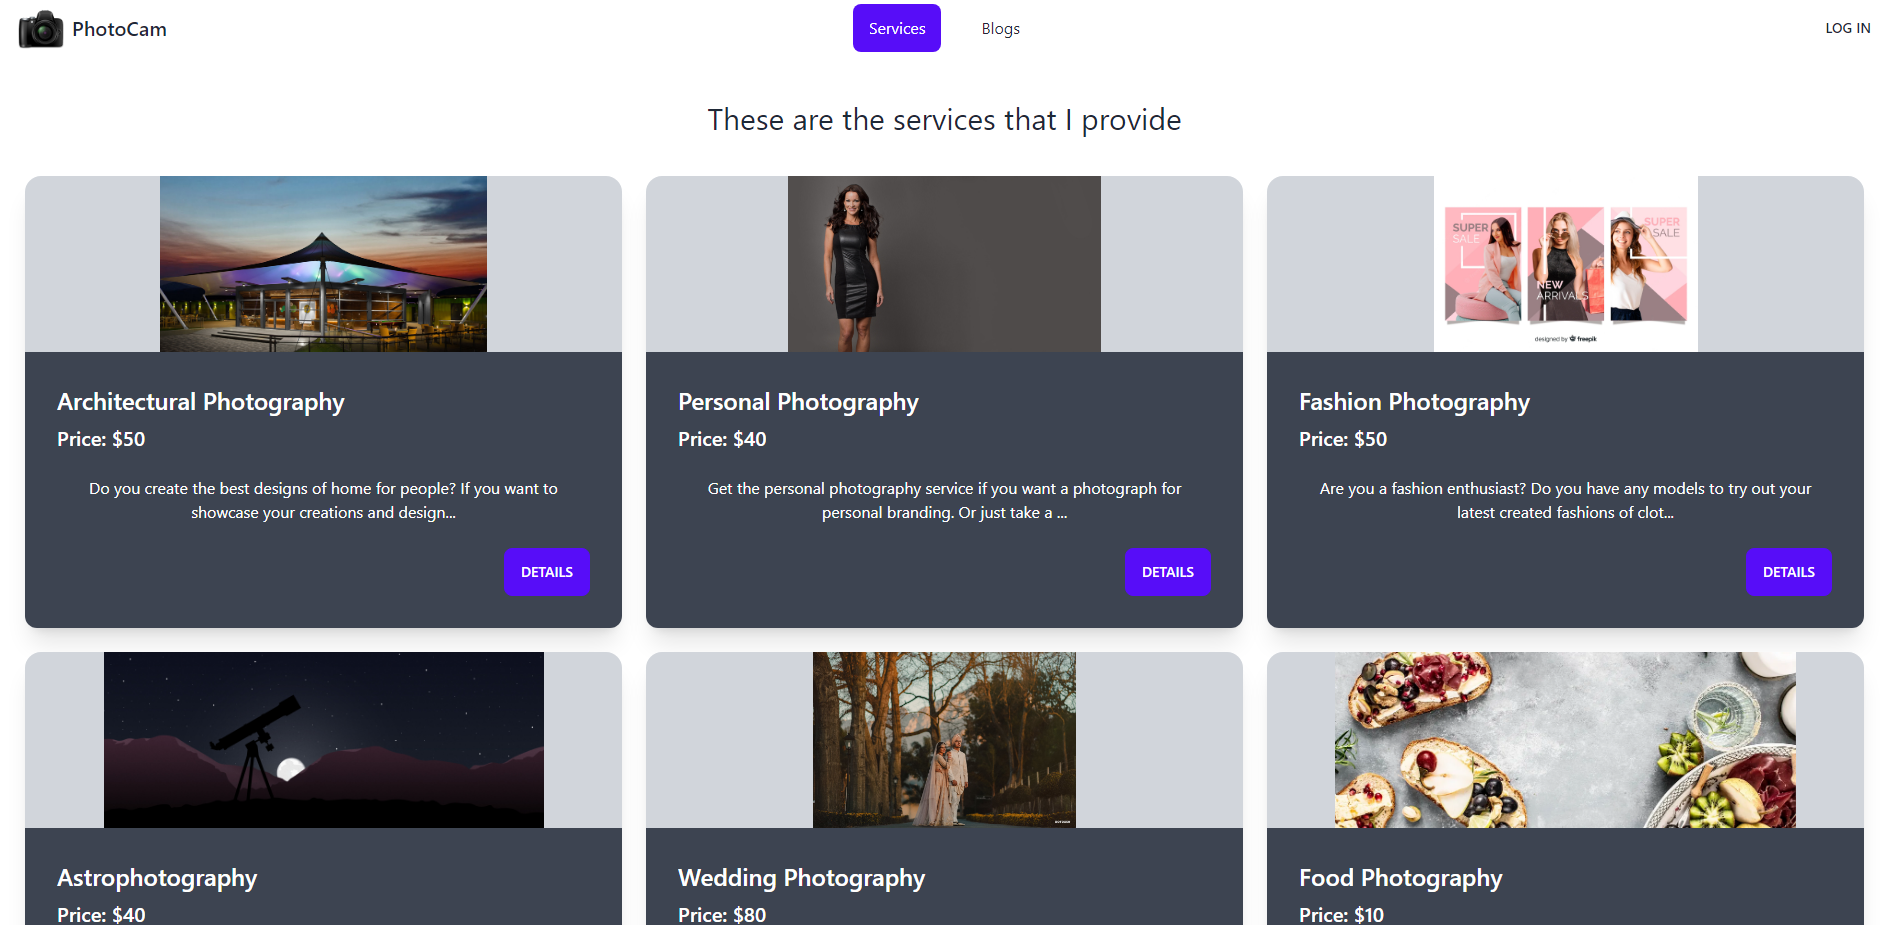 PhotoCam
Services
Blogs
LOG IN
These are the services that I provide
SUPER
SALE
NEW
ARRIVALS
SUPER
SALE
designed by freepik
Architectural Photography
Price: $50
Do you create the best designs of home for people? If you want to
showcase your creations and design...
DETAILS
Personal Photography
Price: $40
Get the personal photography service if you want a photograph for
personal branding. Or just take a ...
DETAILS
Fashion Photography
Price: $50
Are you a fashion enthusiast? Do you have any models to try out your
latest created fashions of clot...
DETAILS
Astrophotography
Price: $40
Wedding Photography
Price: $80
Food Photography
Price: $10